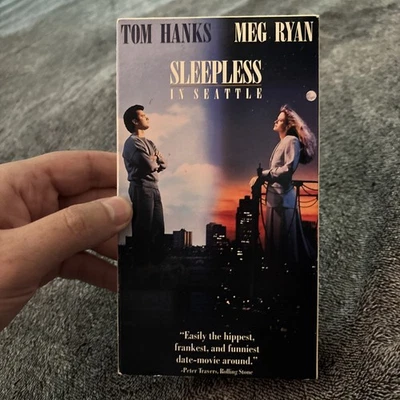 TOM HANKS MEG RYAN
SLEEPLESS
IN SEATTLE
“Easily the hippest,
frankest, and funniest
date-movie around.”
-Peter Travers, Rolling Stone